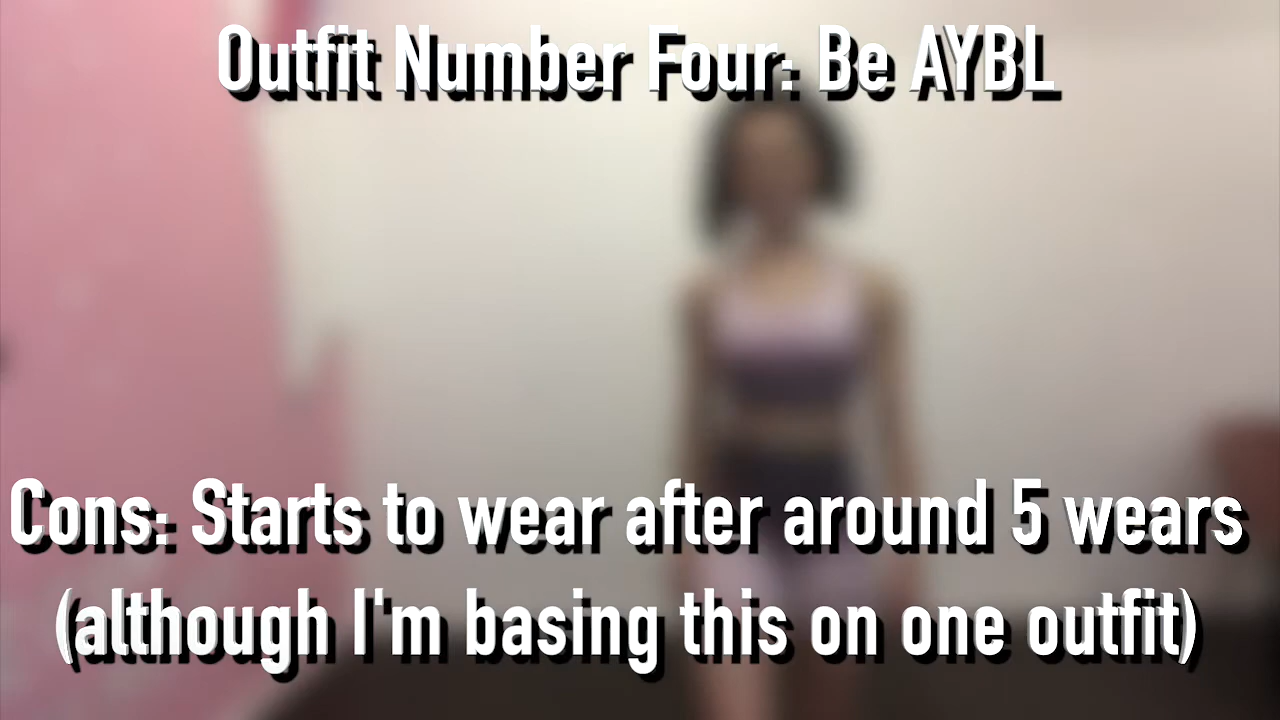 Outfit Number Four: Be AYBL
Cons: Starts to wear after around 5 wears
(although I'm basing this on one outfit)